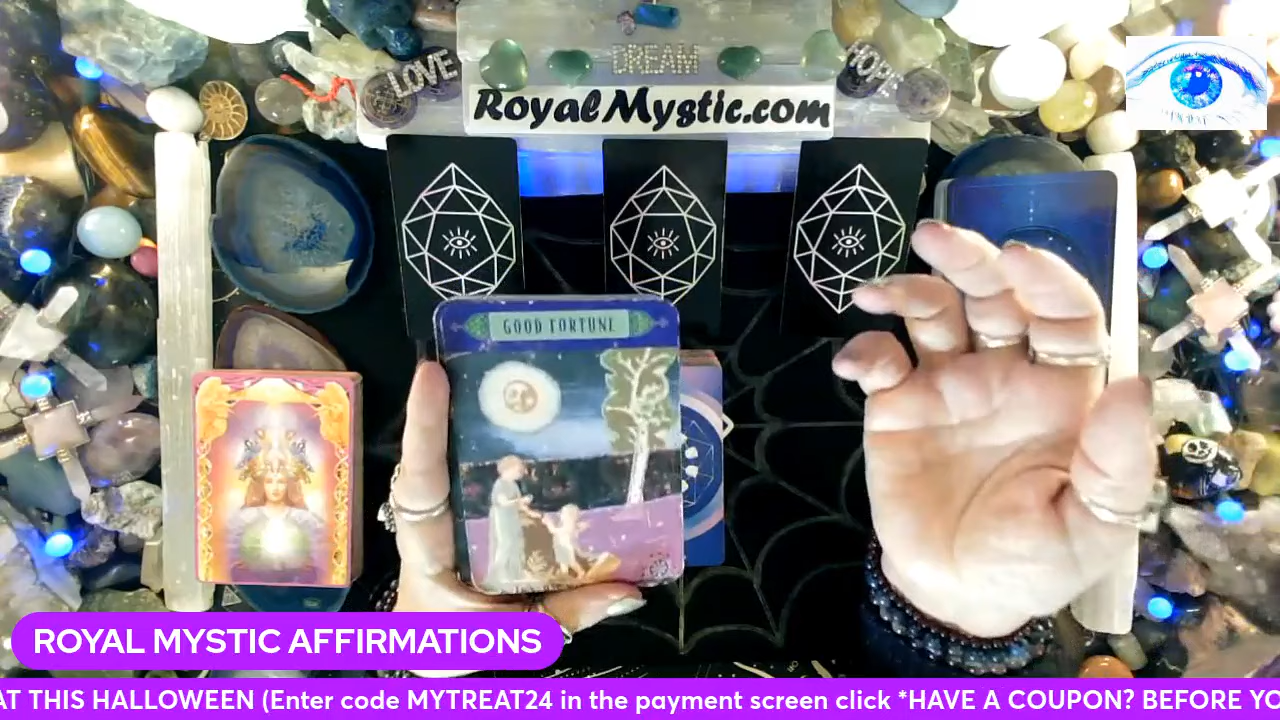 LOVE
DREAM
HOPE
RoyalMystic.com
GOOD FORTUNE
ROYAL MYSTIC AFFIRMATIONS
AT THIS HALLOWEEN (Enter code MYTREAT24 in the payment screen click *HAVE A COUPON? BEFORE YO